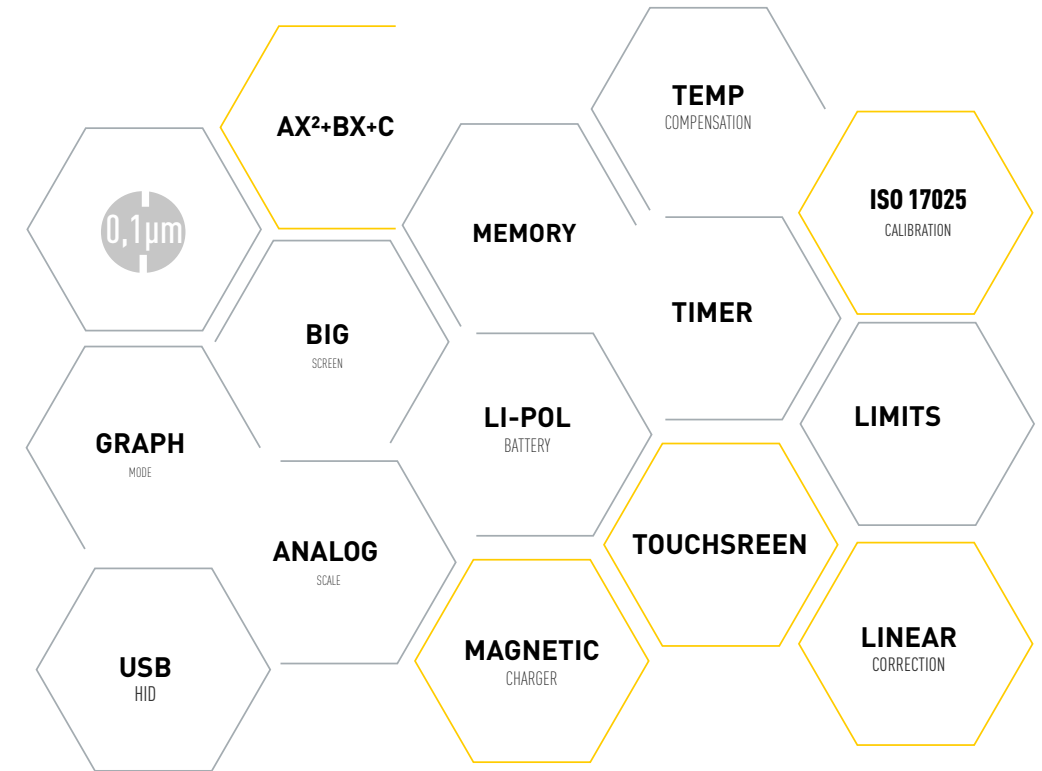 TEMP
COMPENSATION
AX²+BX+C
ISO 17025
CALIBRATION
0,1µm
MEMORY
TIMER
BIG
SCREEN
LIMITS
LI-POL
BATTERY
GRAPH
MODE
TOUCHSREEN
ANALOG
SCALE
LINEAR
CORRECTION
MAGNETIC
CHARGER
USB
HID